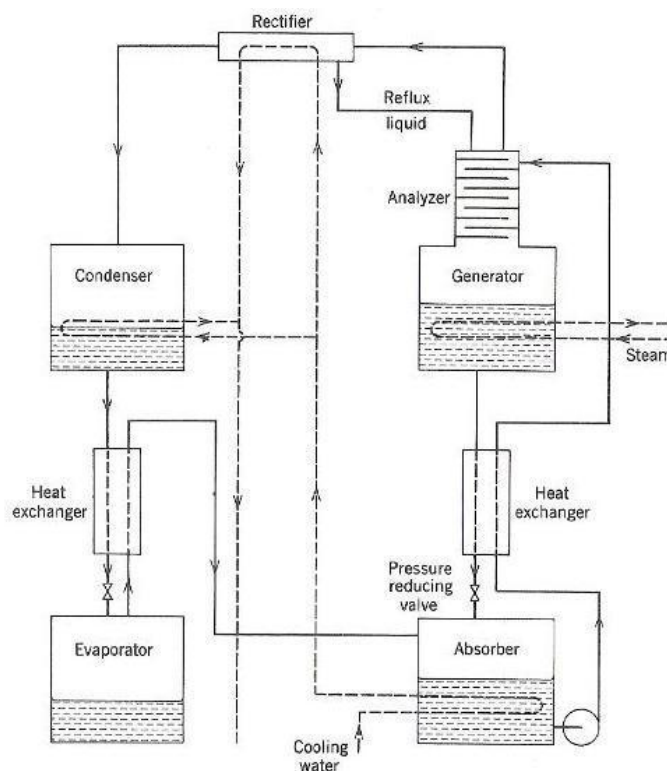 Rectifier
Reflux
liquid
Analyzer
Condenser
Generator
Steam
Heat
exchanger
Heat
exchanger
Pressure
reducing
valve
Evaporator
Absorber
Cooling
water